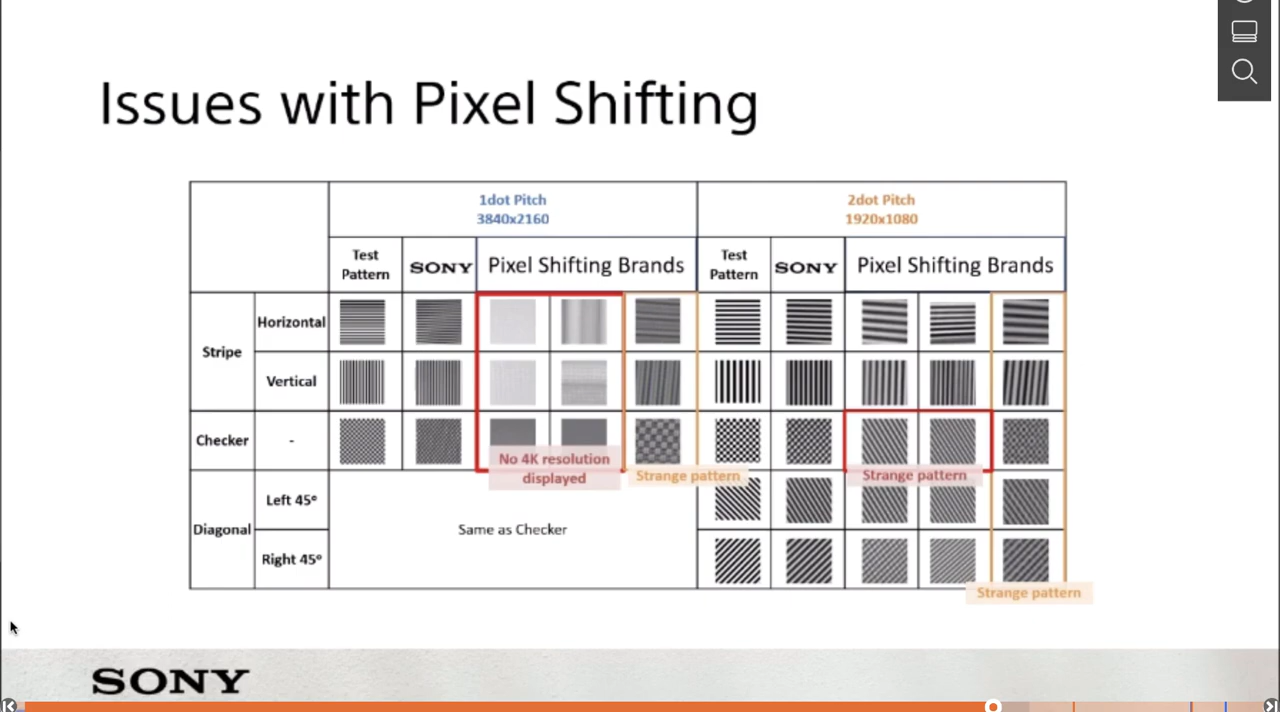 Issues with Pixel Shifting
1dot Pitch
3840x2160
2dot Pitch
1920x1080
Test
Pattern
SONY
Pixel Shifting Brands
Test
Pattern
SONY
Pixel Shifting Brands
Stripe
Horizontal
Vertical
Checker
-
No 4K resolution
displayed
Strange pattern
Strange pattern
Diagonal
Left 45º
Same as Checker
Right 45º
Strange pattern
SONY